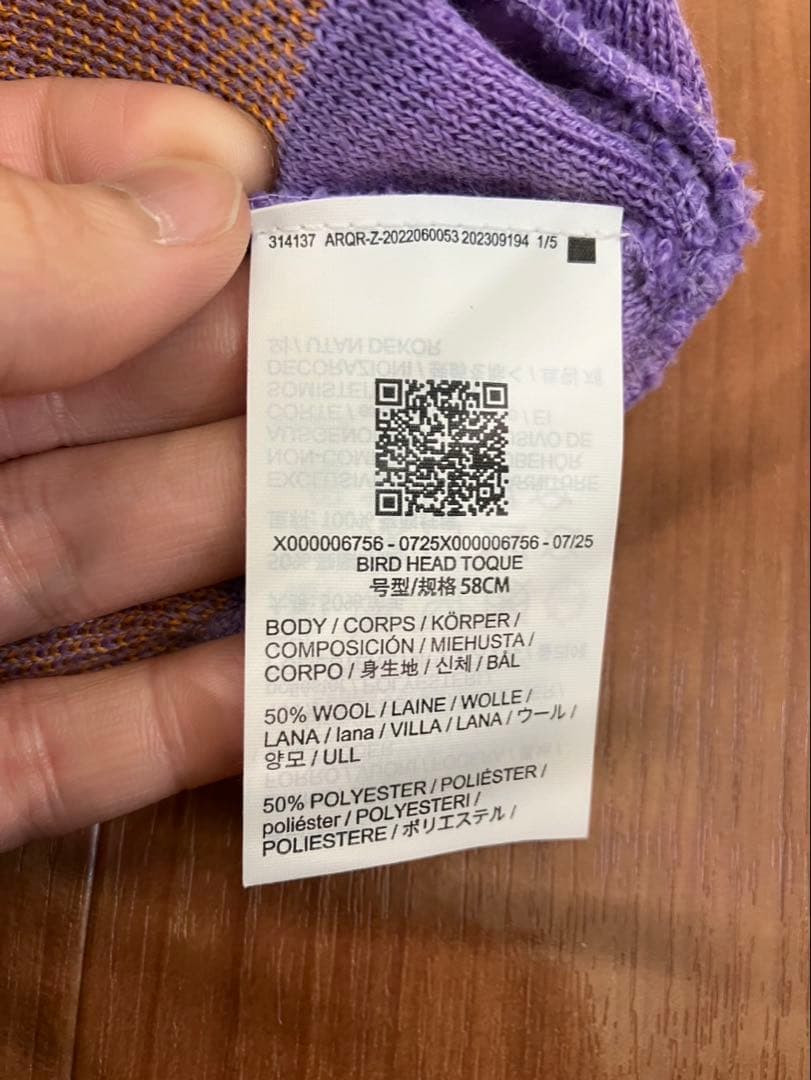 314137 ARQR-Z-2022060053 202309194 1/5
X000006756 - 0725X000006756 - 07/25
BIRD HEAD TOQUE
号型/规格 58CM
BODY / CORPS / KÖRPER /
COMPOSICIÓN / MIEHUSTA /
CORPO / 身生地 / 신체 / BÅL
50% WOOL / LAINE / WOLLE /
LANA / lana / VILLA / LANA / ウール /
양모 / ULL
50% POLYESTER / POLIÉSTER /
poliéster / POLYESTERI /
POLIESTERE / ポリエステル /